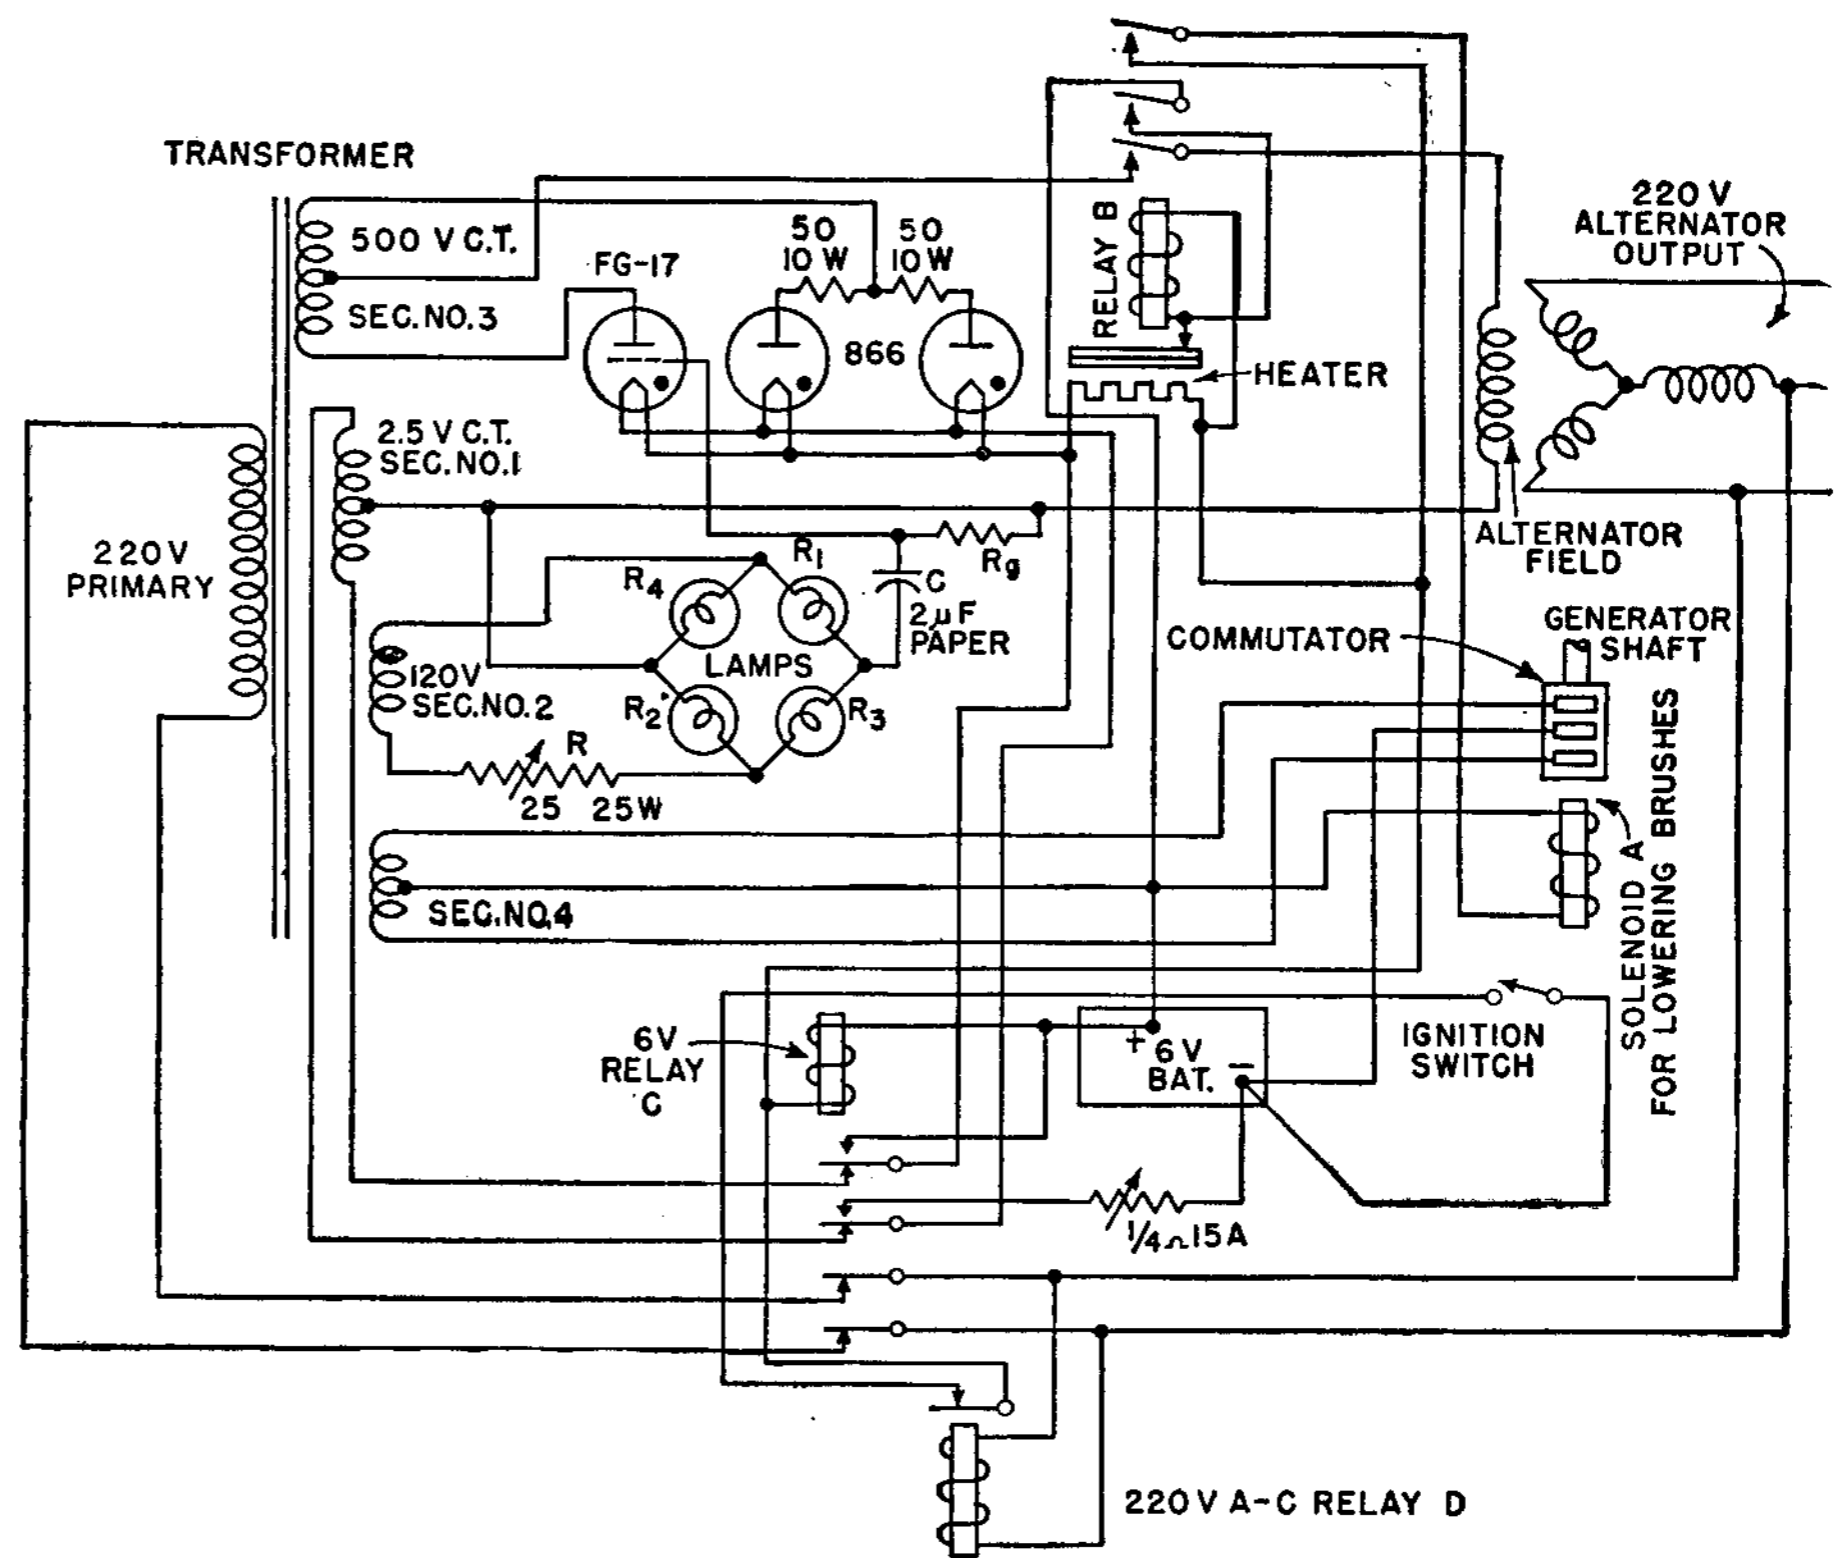 TRANSFORMER
500 V C.T.
SEC. NO. 3
FG-17
50
10 W
50
10 W
866
RELAY B
HEATER
220 V
ALTERNATOR
OUTPUT
2.5 V C.T.
SEC. NO. 1
220 V
PRIMARY
R4
R1
C
2 µF
PAPER
Rg
LAMPS
R2
R3
120V
SEC. NO. 2
R
25 25 W
ALTERNATOR
FIELD
COMMUTATOR
GENERATOR
SHAFT
SEC. NO. 4
SOLENOID A
FOR LOWERING BRUSHES
6V
RELAY
C
+ 6 V
BAT. −
IGNITION
SWITCH
1/4 Ω 15 A
220 V A-C RELAY D